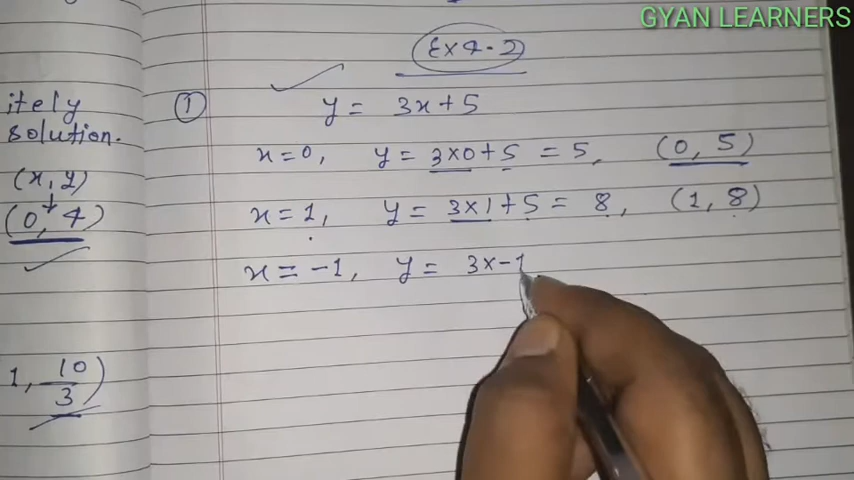 GYAN LEARNERS
itely
solution.
(x, y)
↓
(0, 4)
1, 10/3)
Ex 4-2
① y = 3x+5
x=0, y = 3×0+5 = 5, (0, 5)
x = 1, y = 3×1+5 = 8, (1, 8)
x = -1, y = 3×-1